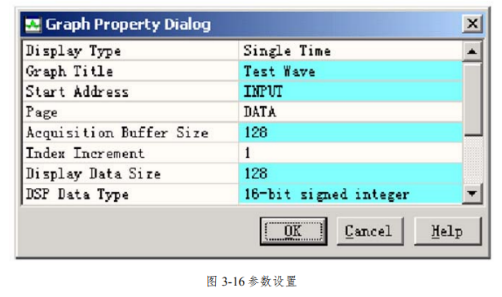 Graph Property Dialog
Display Type Single Time
Graph Title Test Wave
Start Address INPUT
Page DATA
Acquisition Buffer Size 128
Index Increment 1
Display Data Size 128
DSP Data Type 16-bit signed integer
OK Cancel Help
图 3-16 参数设置